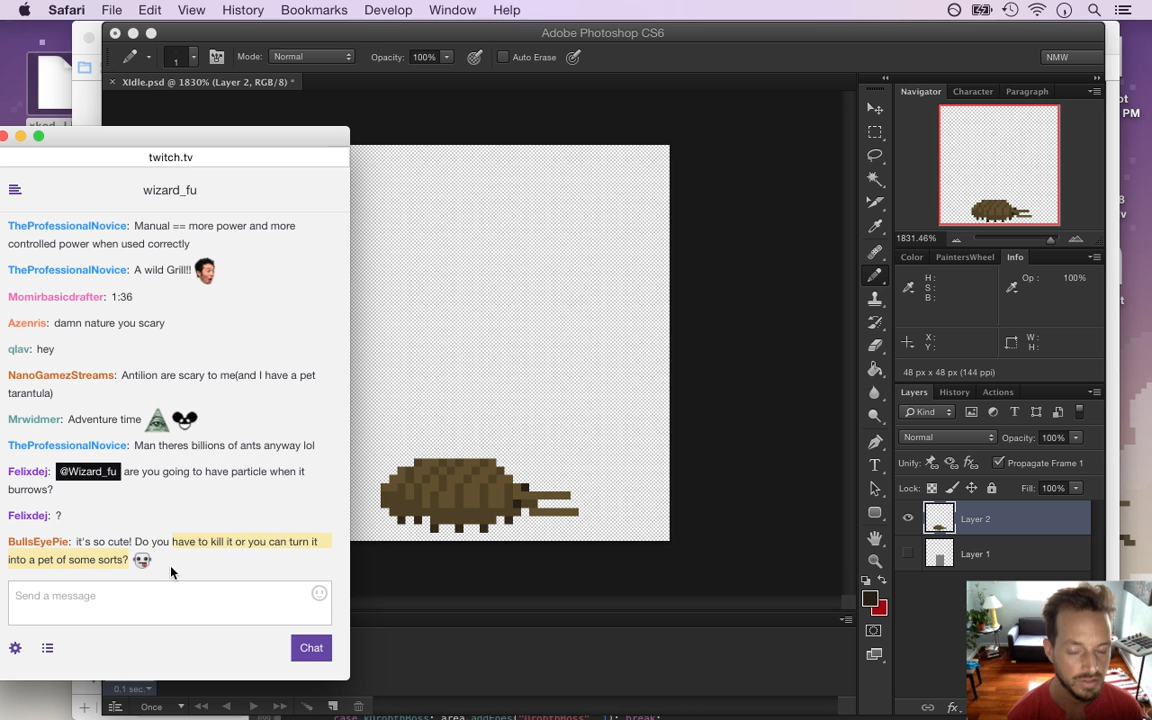 Safari File Edit View History Bookmarks Develop Window Help
Adobe Photoshop CS6
1 Mode: Normal Opacity: 100% Auto Erase NMW
× XIdle.psd @ 1830% (Layer 2, RGB/8) *
Navigator Character Paragraph
1831.46%
Color PaintersWheel Info
H :
S :
B :
Op : 100%
X :
Y :
W :
H :
48 px x 48 px (144 ppi)
Layers History Actions
Kind
Normal Opacity: 100%
Unify: Propagate Frame 1
Lock: Fill: 100%
Layer 2
Layer 1
twitch.tv
wizard_fu
TheProfessionalNovice: Manual == more power and more
controlled power when used correctly
TheProfessionalNovice: A wild Grill!!
Momirbasicdrafter: 1:36
Azenris: damn nature you scary
qlav: hey
NanoGamezStreams: Antilion are scary to me(and I have a pet
tarantula)
Mrwidmer: Adventure time
TheProfessionalNovice: Man theres billions of ants anyway lol
Felixdej: @Wizard_fu are you going to have particle when it
burrows?
Felixdej: ?
BullsEyePie: it's so cute! Do you have to kill it or you can turn it
into a pet of some sorts?
Send a message
Chat
0.1 sec.
Once
PM